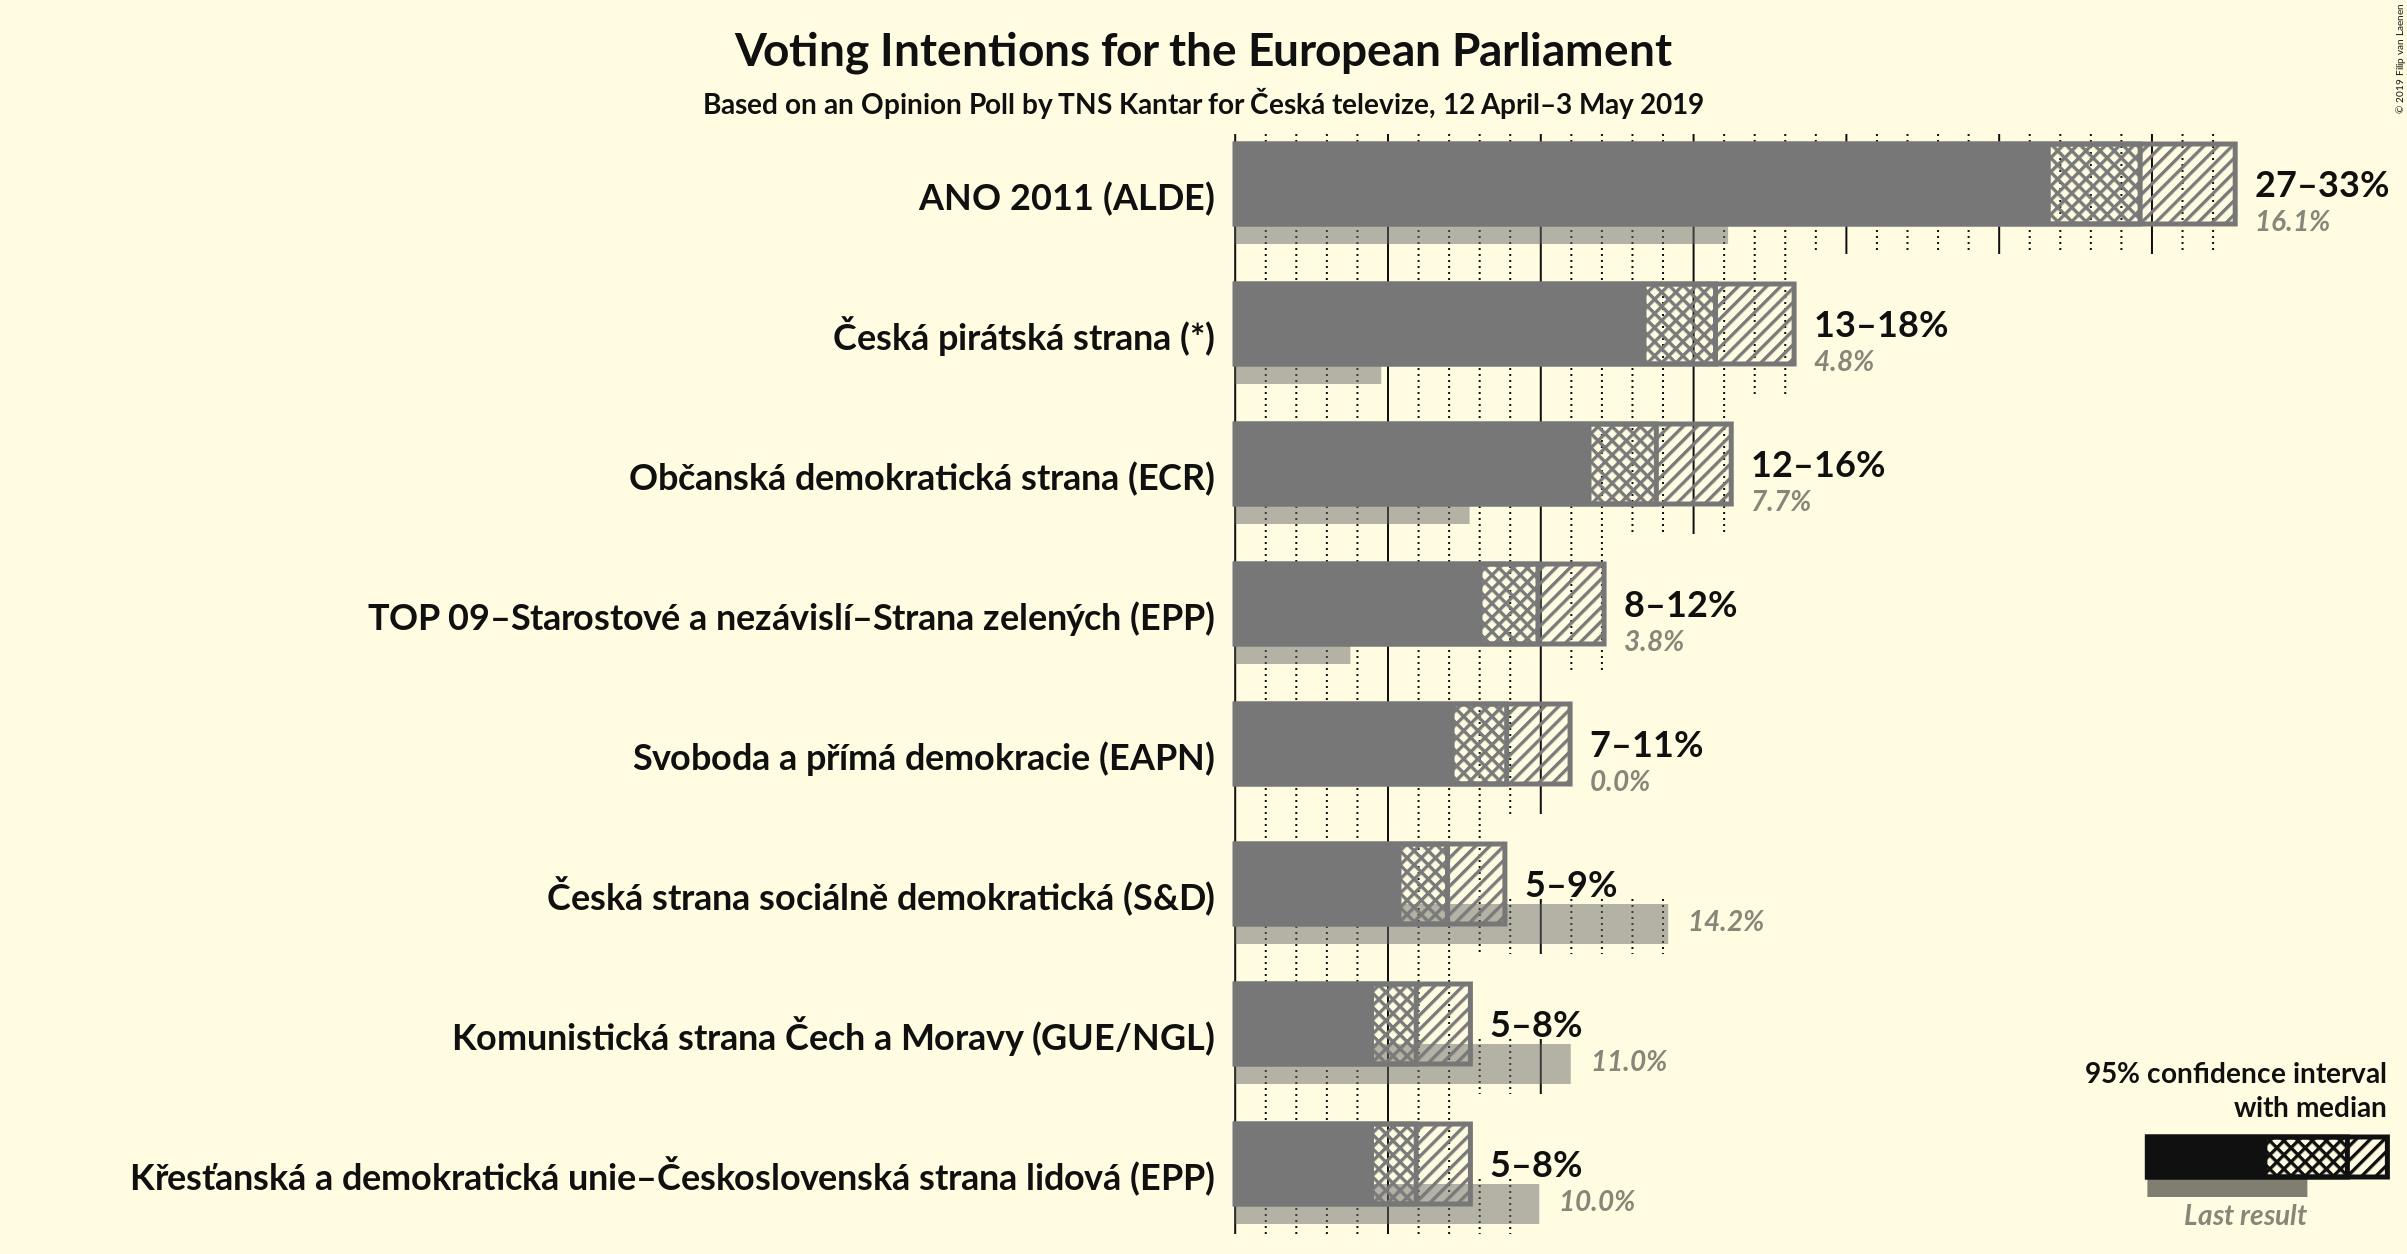 Voting Intentions for the European Parliament
Based on an Opinion Poll by TNS Kantar for Česká televize, 12 April–3 May 2019
© 2019 Filip van Laenen
ANO 2011 (ALDE)
27–33%
16.1%
Česká pirátská strana (*)
13–18%
4.8%
Občanská demokratická strana (ECR)
12–16%
7.7%
TOP 09–Starostové a nezávislí–Strana zelených (EPP)
8–12%
3.8%
Svoboda a přímá demokracie (EAPN)
7–11%
0.0%
Česká strana sociálně demokratická (S&D)
5–9%
14.2%
Komunistická strana Čech a Moravy (GUE/NGL)
5–8%
11.0%
Křesťanská a demokratická unie–Československá strana lidová (EPP)
5–8%
10.0%
95% confidence interval
with median
Last result